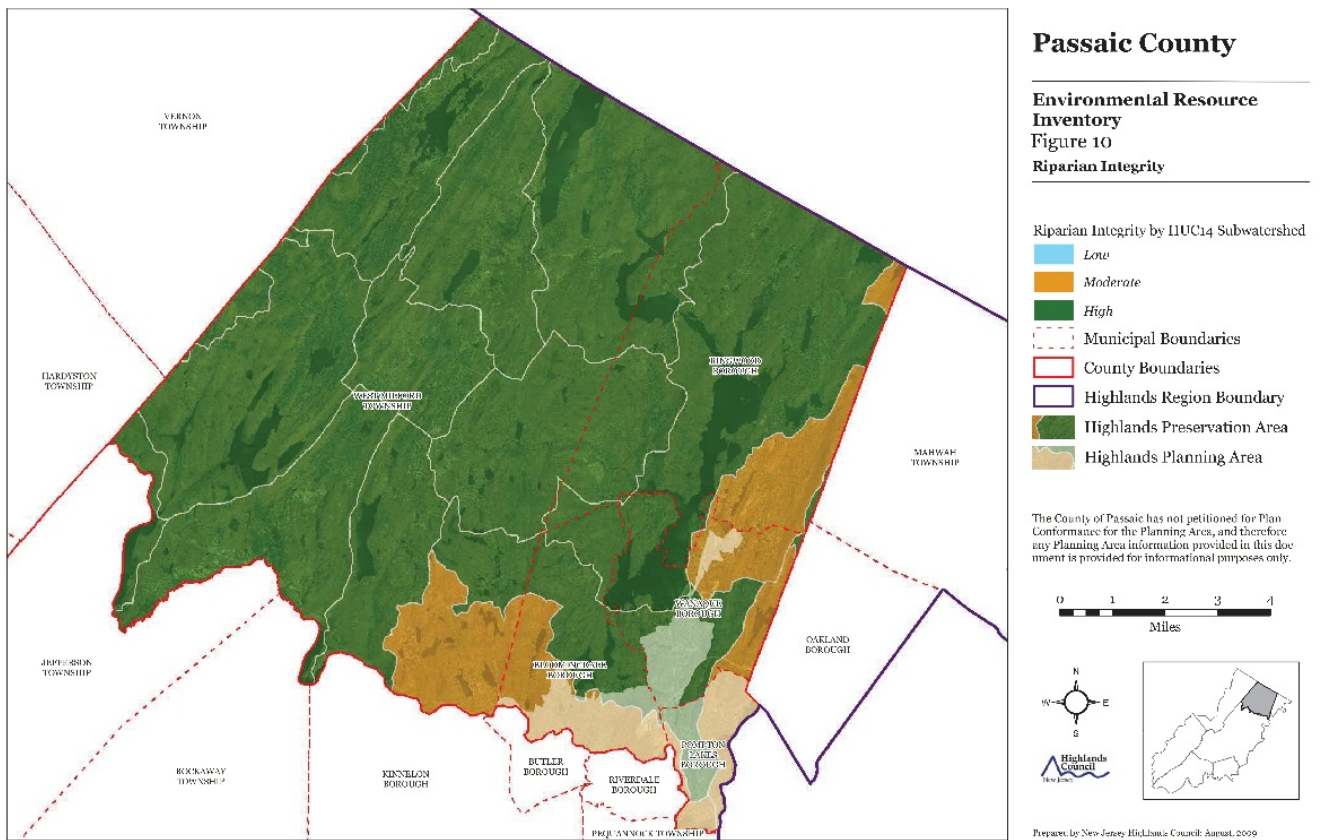 Passaic County
Environmental Resource
Inventory
Figure 10
Riparian Integrity
Riparian Integrity by HUC14 Subwatershed
Low
Moderate
High
Municipal Boundaries
County Boundaries
Highlands Region Boundary
Highlands Preservation Area
Highlands Planning Area
The County of Passaic has not petitioned for Plan
Conformance for the Planning Area, and therefore
any Planning Area information provided in this doc
ument is provided for informational purposes only.
0 1 2 3 4
Miles
N
W E
S
Highlands
Council
New Jersey
Prepared by New Jersey Highlands Council: August, 2009
VERNON
TOWNSHIP
HARDYSTON
TOWNSHIP
WEST MILFORD
TOWNSHIP
RINGWOOD
BOROUGH
MAHWAH
TOWNSHIP
WANAQUE
BOROUGH
OAKLAND
BOROUGH
JEFFERSON
TOWNSHIP
BLOOMINGDALE
BOROUGH
POMPTON
LAKES
BOROUGH
ROCKAWAY
TOWNSHIP
KINNELON
BOROUGH
BUTLER
BOROUGH
RIVERDALE
BOROUGH
PEQUANNOCK TOWNSHIP